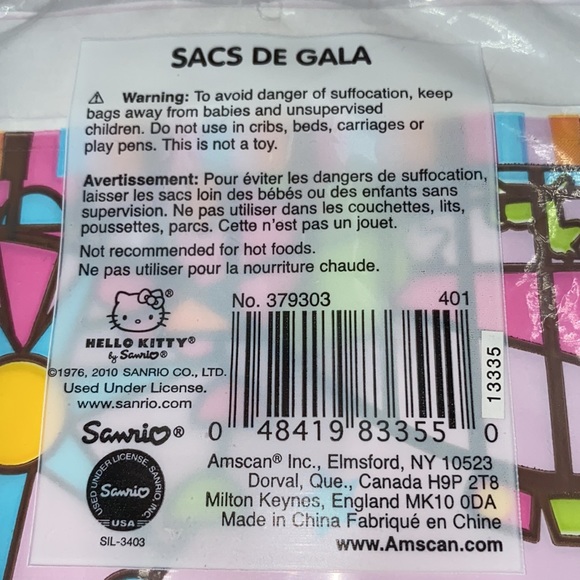 SACS DE GALA
⚠ Warning: To avoid danger of suffocation, keep
bags away from babies and unsupervised
children. Do not use in cribs, beds, carriages or
play pens. This is not a toy.
Avertissement: Pour éviter les dangers de suffocation,
laisser les sacs loin des bébés ou des enfants sans
supervision. Ne pas utiliser dans les couchettes, lits,
poussettes, parcs. Cette n'est pas un jouet.
Not recommended for hot foods.
Ne pas utiliser pour la nourriture chaude.
No. 379303 401
HELLO KITTY®
by Sanrio®
©1976, 2010 SANRIO CO., LTD.
Used Under License.
www.sanrio.com
13335
0 48419 83355 0
Sanrio®
USED UNDER LICENSE SANRIO, INC.
Sanrio
USA
SIL-3403
Amscan® Inc., Elmsford, NY 10523
Dorval, Que., Canada H9P 2T8
Milton Keynes, England MK10 0DA
Made in China Fabriqué en Chine
www.Amscan.com